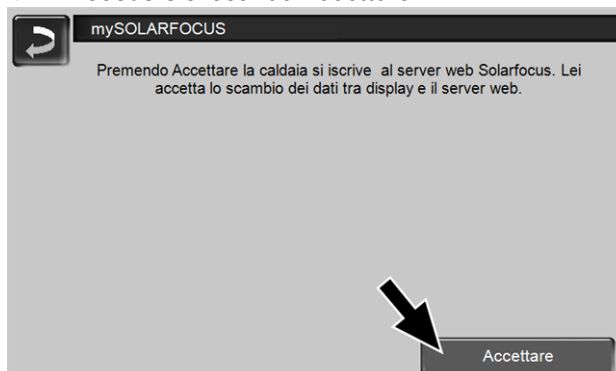 mySOLARFOCUS
Premendo Accettare la caldaia si iscrive al server web Solarfocus. Lei
accetta lo scambio dei dati tra display e il server web.
Accettare